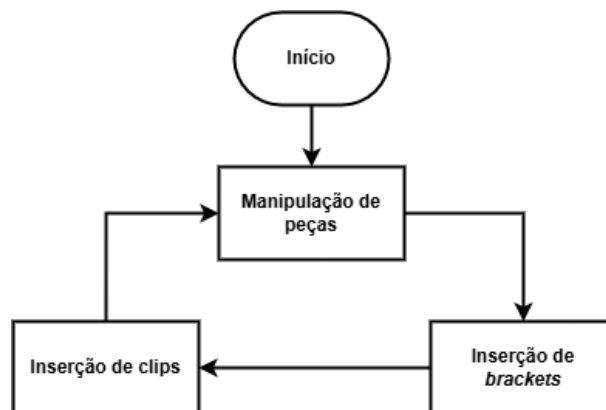 Início
Manipulação de
peças
Inserção de clips
Inserção de
brackets